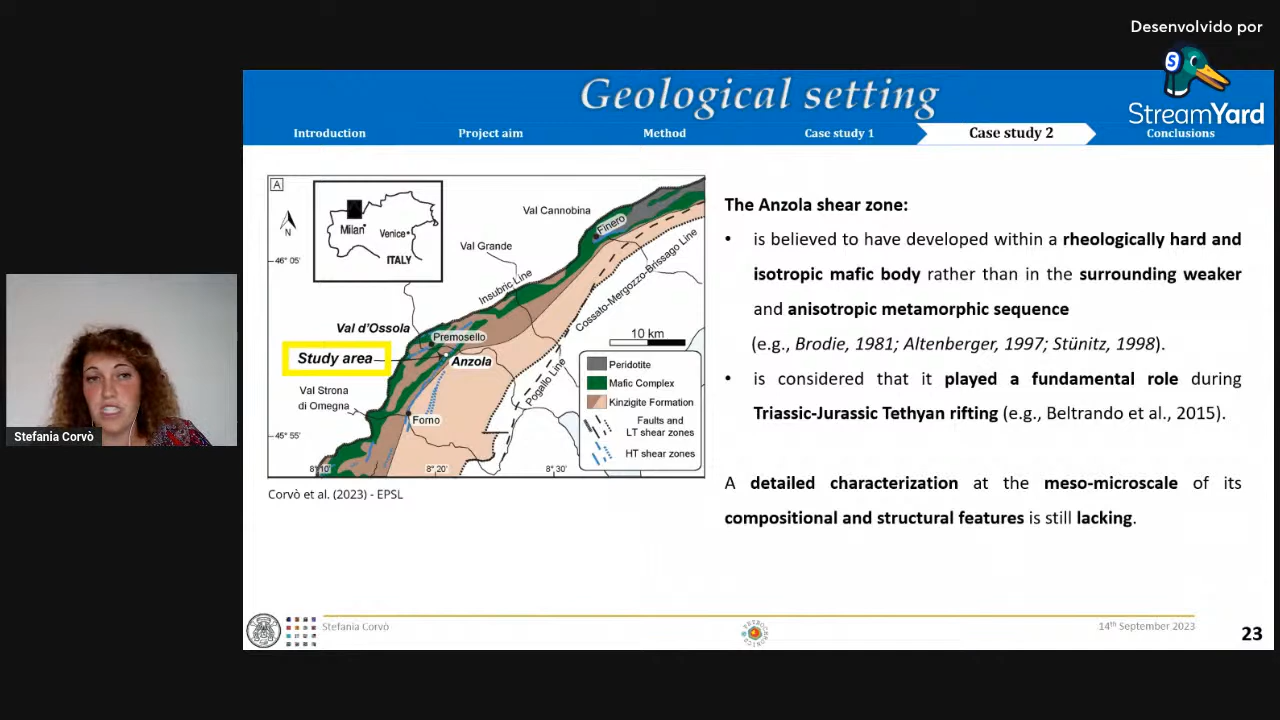 Desenvolvido por
StreamYard
Geological setting
Introduction
Project aim
Method
Case study 1
Case study 2
Conclusions
A
N
Milan
Venice
ITALY
Val Cannobina
Finero
Val Grande
46° 05'
Insubric Line
Cossato-Mergozzo-Brissago Line
Val d'Ossola
Premosello
10 km
Study area
Anzola
Pogallo Line
Peridotite
Mafic Complex
Kinzigite Formation
Faults and
LT shear zones
HT shear zones
Val Strona
di Omegna
Forno
45° 55'
8° 10'
8° 20
8° 30
Corvò et al. (2023) - EPSL
The Anzola shear zone:
• is believed to have developed within a rheologically hard and
isotropic mafic body rather than in the surrounding weaker
and anisotropic metamorphic sequence
(e.g., Brodie, 1981; Altenberger, 1997; Stünitz, 1998).
• is considered that it played a fundamental role during
Triassic-Jurassic Tethyan rifting (e.g., Beltrando et al., 2015).
A detailed characterization at the meso-microscale of its
compositional and structural features is still lacking.
Stefania Corvò
Stefania Corvò
14th September 2023
23